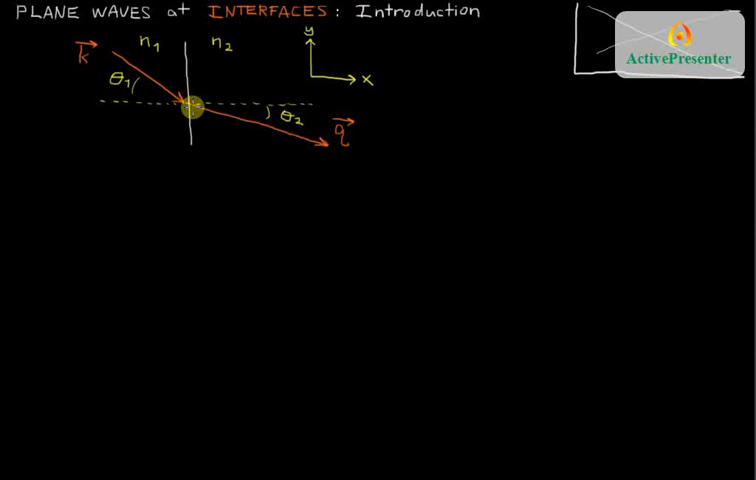 PLANE WAVES at INTERFACES: Introduction
y
n₁ n₂
k⃗
ActivePresenter
θ₁
x
θ₂
q⃗